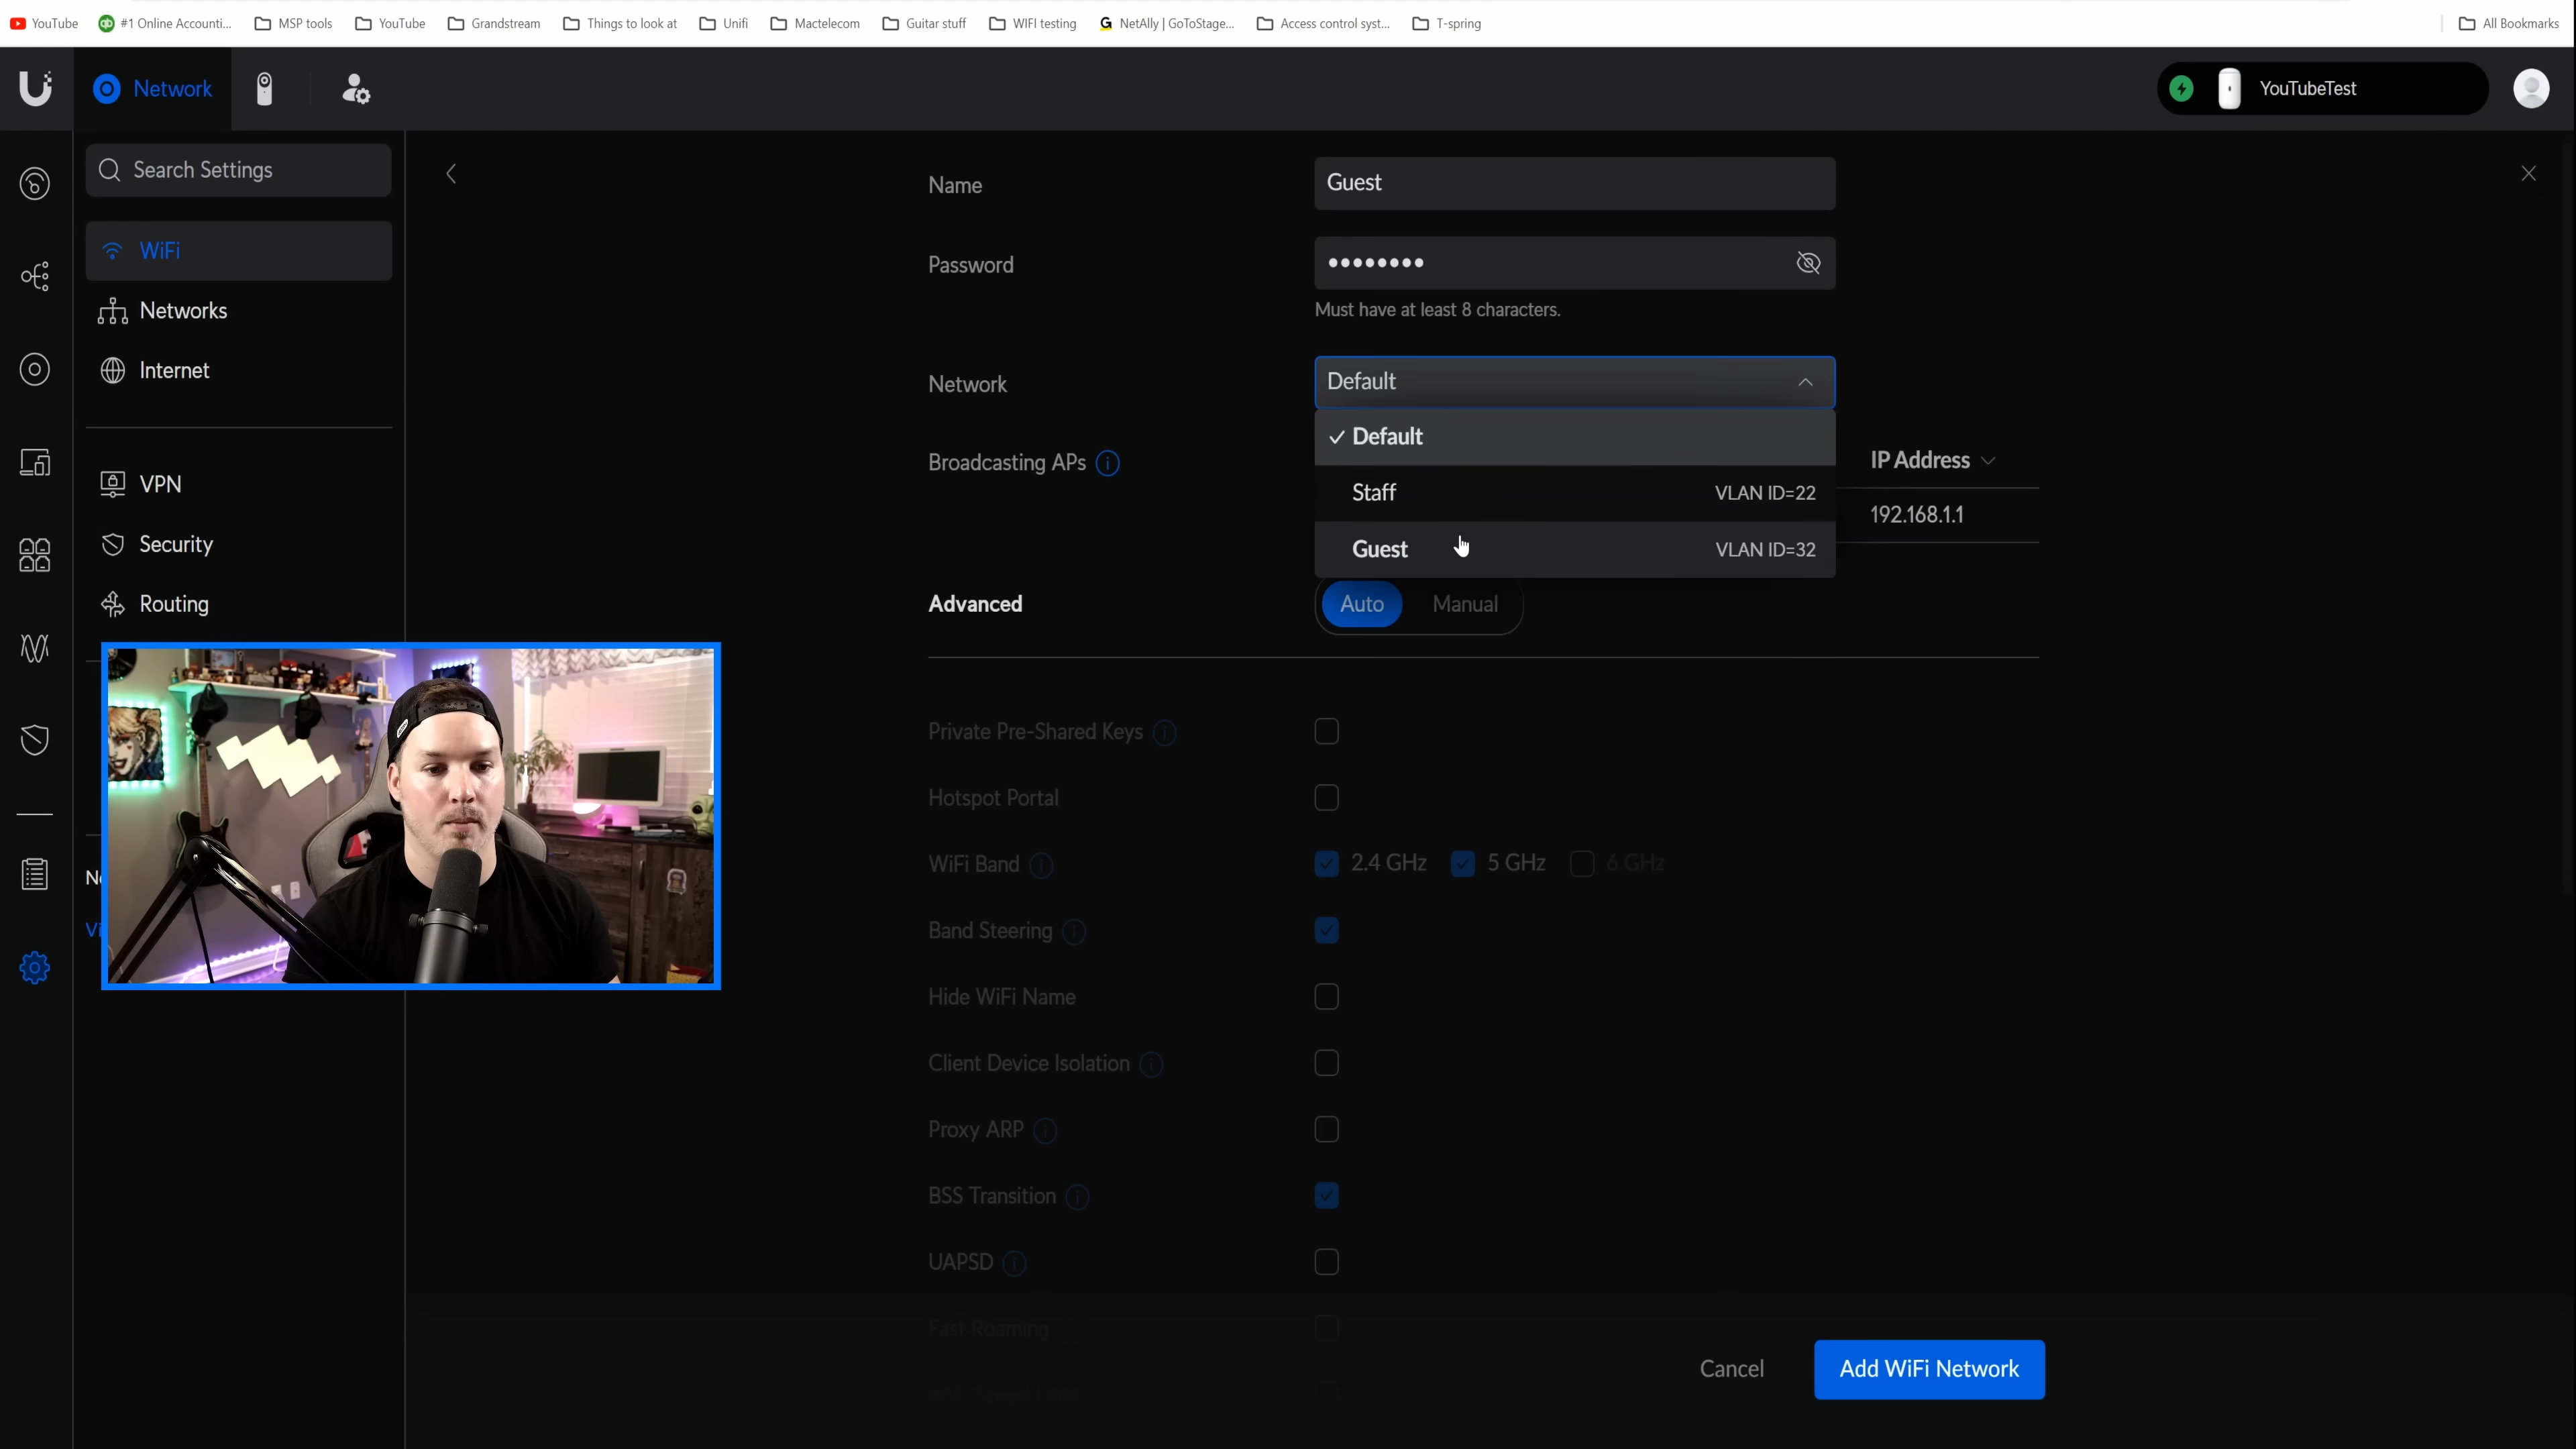 YouTube #1 Online Accounti... MSP tools YouTube Grandstream Things to look at Unifi Mactelecom Guitar stuff WIFI testing NetAlly | GoToStage... Access control syst... T-spring All Bookmarks
Network YouTubeTest
Search Settings
WiFi
Networks
Internet
VPN
Security
Routing
Name Guest
Password ••••••••
Must have at least 8 characters.
Network Default
Default
Broadcasting APs IP Address
Staff VLAN ID=22
192.168.1.1
Guest VLAN ID=32
Advanced Auto Manual
Private Pre-Shared Keys
Hotspot Portal
WiFi Band 2.4 GHz 5 GHz 6 GHz
Band Steering
Hide WiFi Name
Client Device Isolation
Proxy ARP
BSS Transition
UAPSD
Fast Roaming
Cancel Add WiFi Network